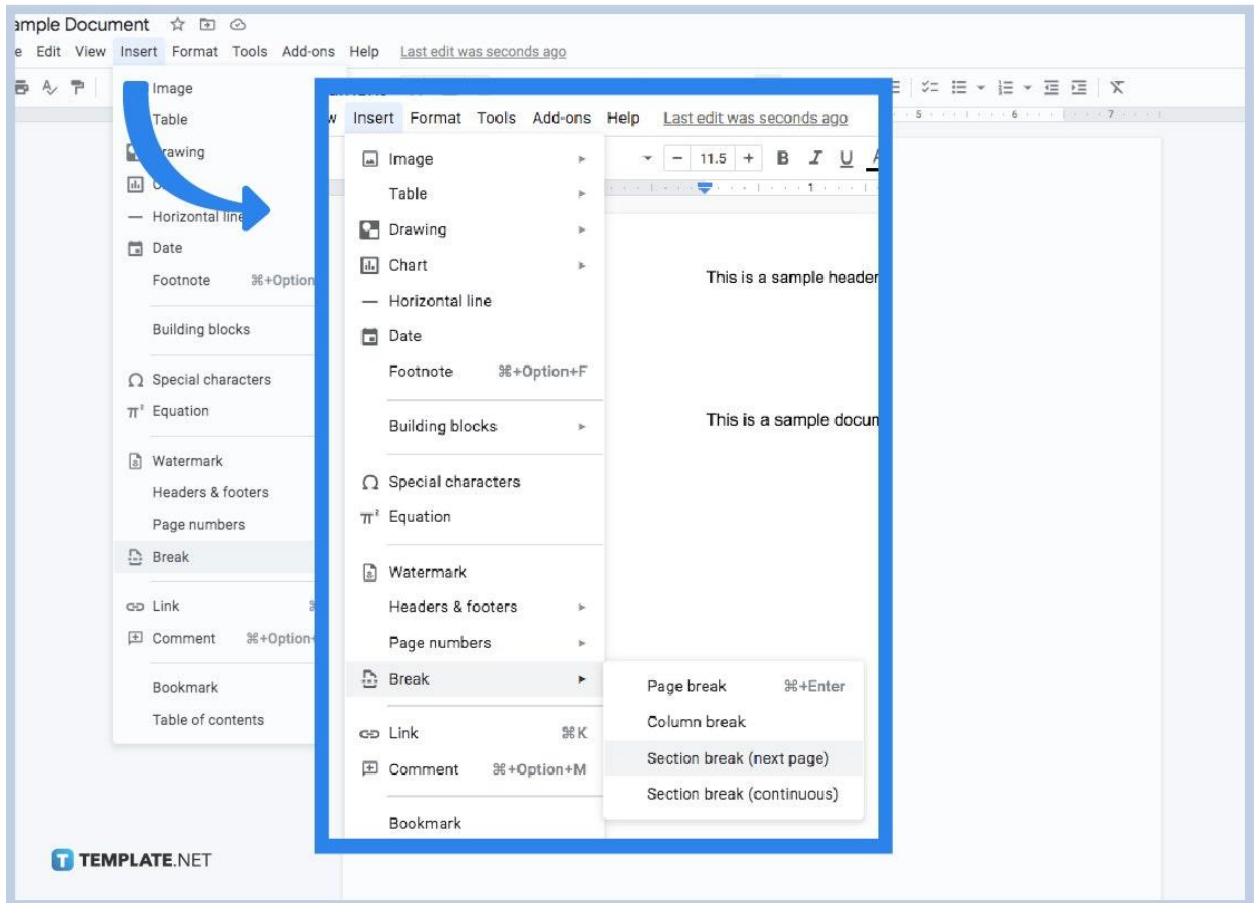 ample Document
e Edit View Insert Format Tools Add-ons Help Last edit was seconds ago
Image
Table
rawing
Horizontal line
Date
Footnote ⌘+Option
Building blocks
Special characters
Equation
Watermark
Headers & footers
Page numbers
Break
Link
Comment ⌘+Option+
Bookmark
Table of contents
5 6 7
w Insert Format Tools Add-ons Help Last edit was seconds ago
11.5 B I U A
1
Image
Table
Drawing
Chart
Horizontal line
Date
Footnote ⌘+Option+F
Building blocks
Special characters
Equation
Watermark
Headers & footers
Page numbers
Break
Link ⌘K
Comment ⌘+Option+M
Bookmark
This is a sample header
This is a sample docum
Page break ⌘+Enter
Column break
Section break (next page)
Section break (continuous)
T TEMPLATE.NET